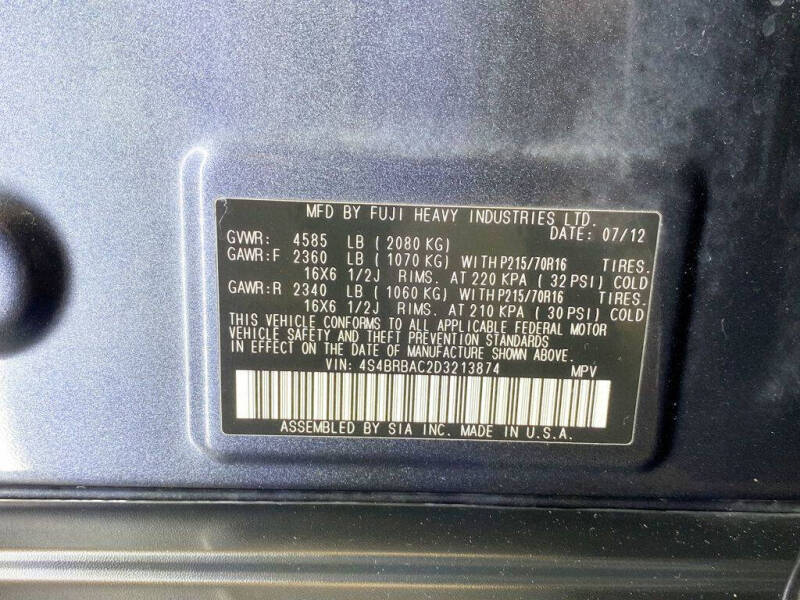 MFD BY FUJI HEAVY INDUSTRIES LTD.
DATE: 07/12
GVWR: 4585 LB ( 2080 KG)
GAWR:F 2360 LB ( 1070 KG) WITH P215/70R16 TIRES.
16X6 1/2J RIMS. AT 220 KPA ( 32 PSI) COLD
GAWR:R 2340 LB ( 1060 KG) WITH P215/70R16 TIRES.
16X6 1/2J RIMS. AT 210 KPA ( 30 PSI) COLD
THIS VEHICLE CONFORMS TO ALL APPLICABLE FEDERAL MOTOR
VEHICLE SAFETY AND THEFT PREVENTION STANDARDS
IN EFFECT ON THE DATE OF MANUFACTURE SHOWN ABOVE.
VIN: 4S4BRBAC2D3213874 MPV
ASSEMBLED BY SIA INC. MADE IN U.S.A.